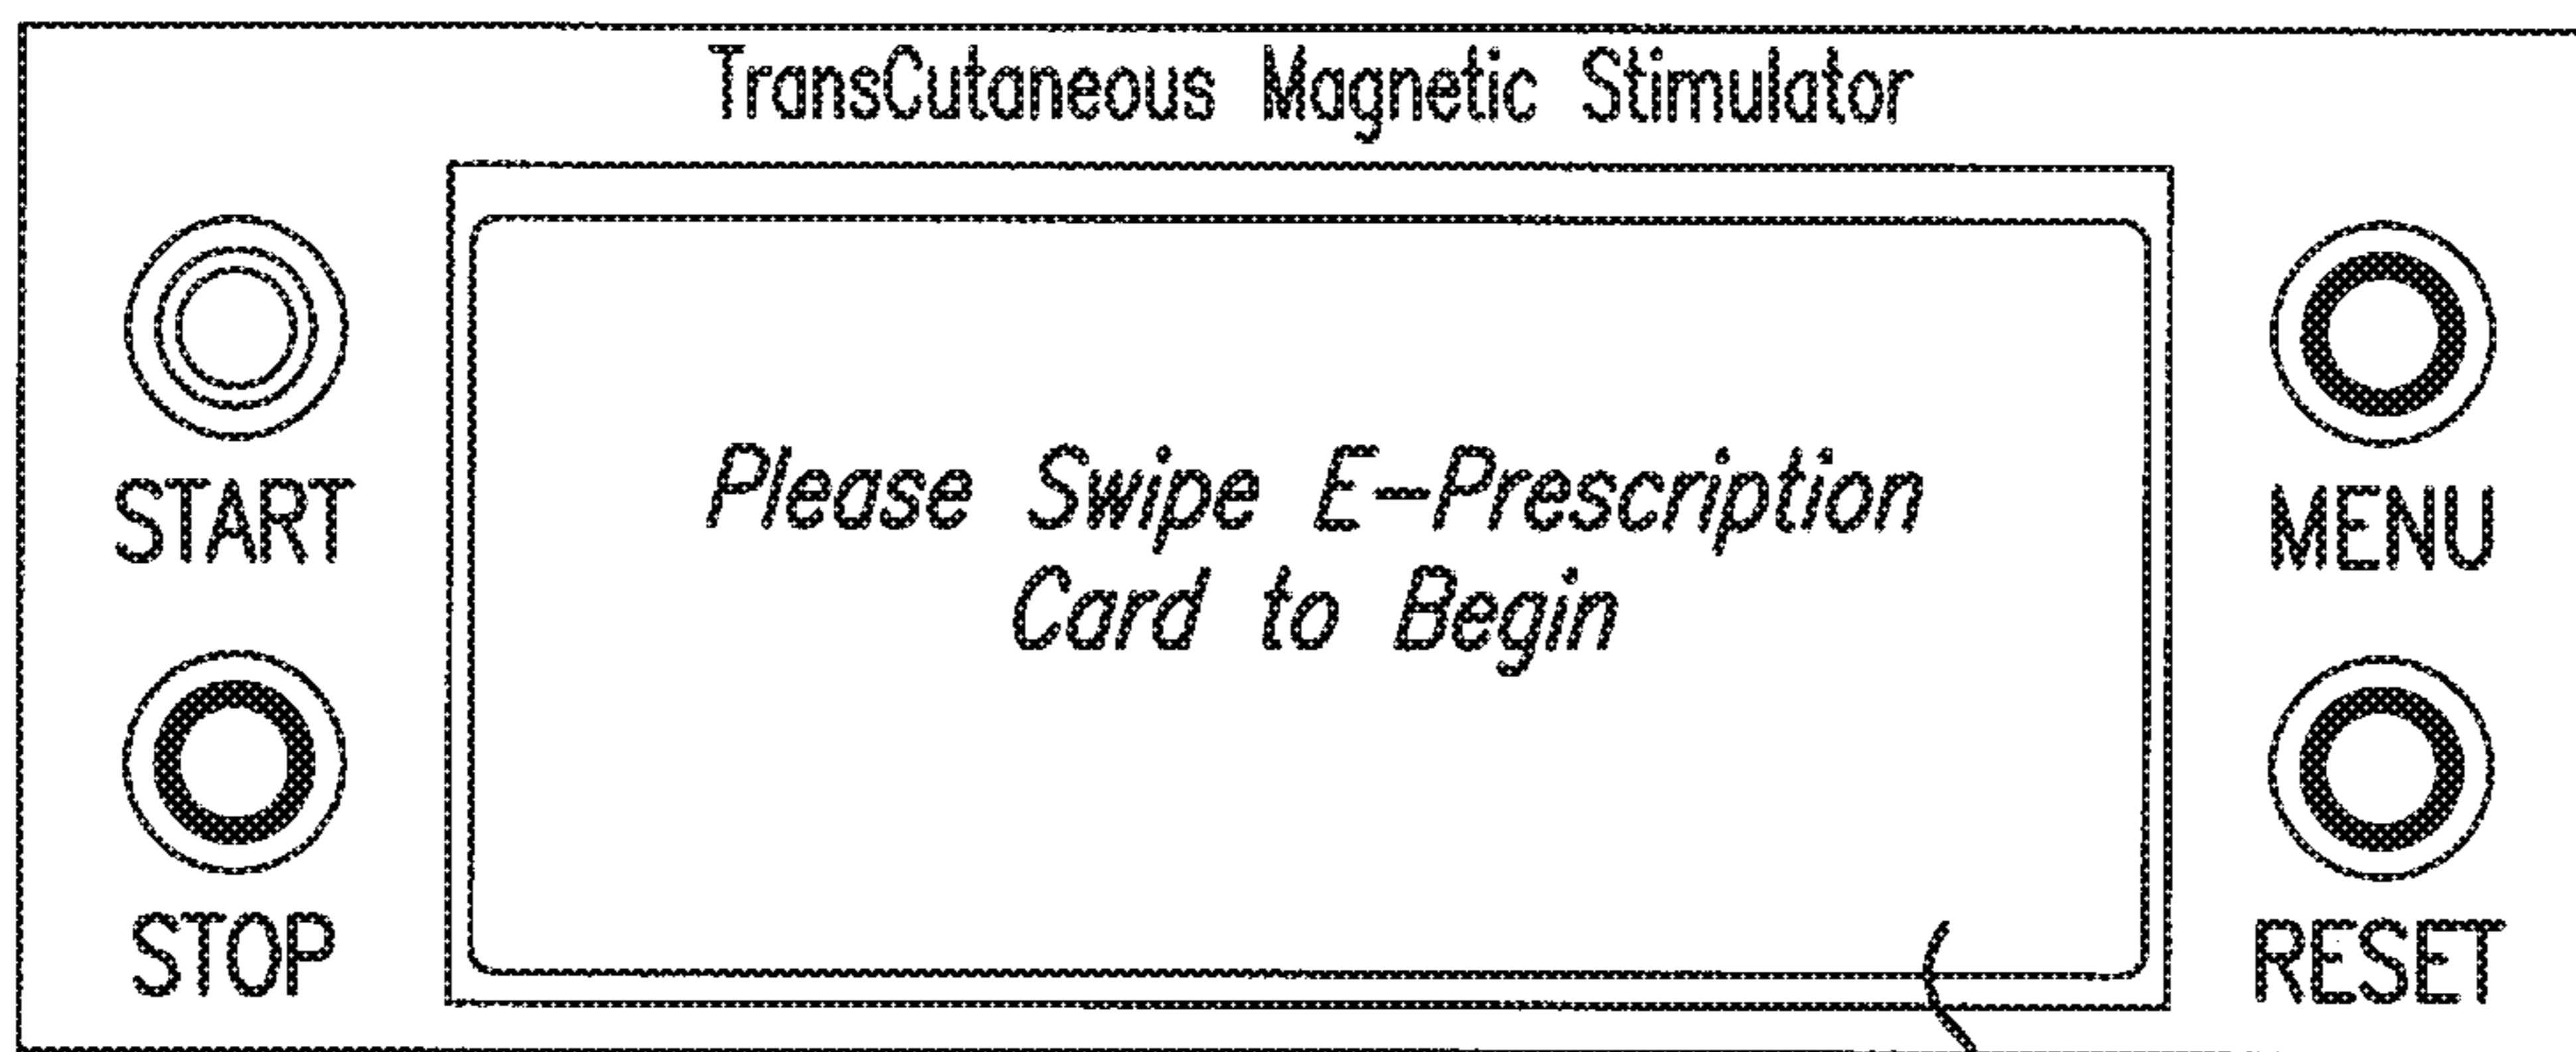 TransCutaneous Magnetic Stimulator
START
MENU
Please Swipe E-Prescription
Card to Begin
STOP
RESET